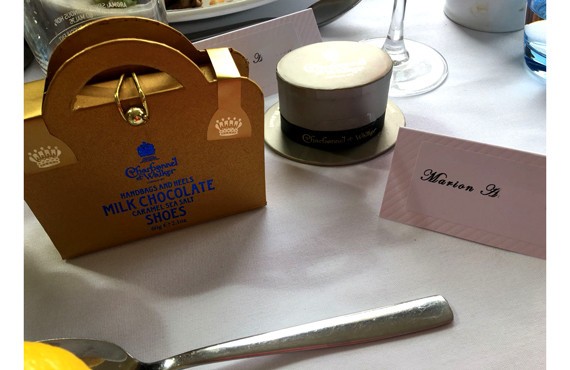 Charbonnel
et Walker
HANDBAGS AND HEELS
MILK CHOCOLATE
CARAMEL SEA SALT
SHOES
Charbonnel et Walker
Marion A.